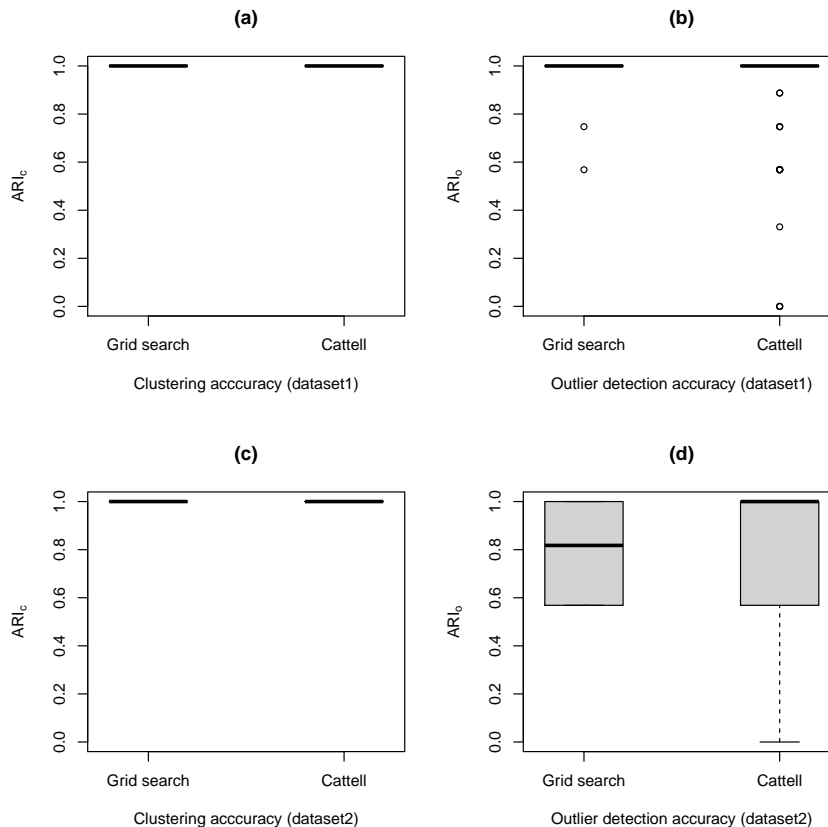 (a)
ARIc
0.0 0.2 0.4 0.6 0.8 1.0
Grid search Cattell
Clustering acccuracy (dataset1)
(b)
ARIo
0.0 0.2 0.4 0.6 0.8 1.0
Grid search Cattell
Outlier detection accuracy (dataset1)
(c)
ARIc
0.0 0.2 0.4 0.6 0.8 1.0
Grid search Cattell
Clustering acccuracy (dataset2)
(d)
ARIo
0.0 0.2 0.4 0.6 0.8 1.0
Grid search Cattell
Outlier detection accuracy (dataset2)